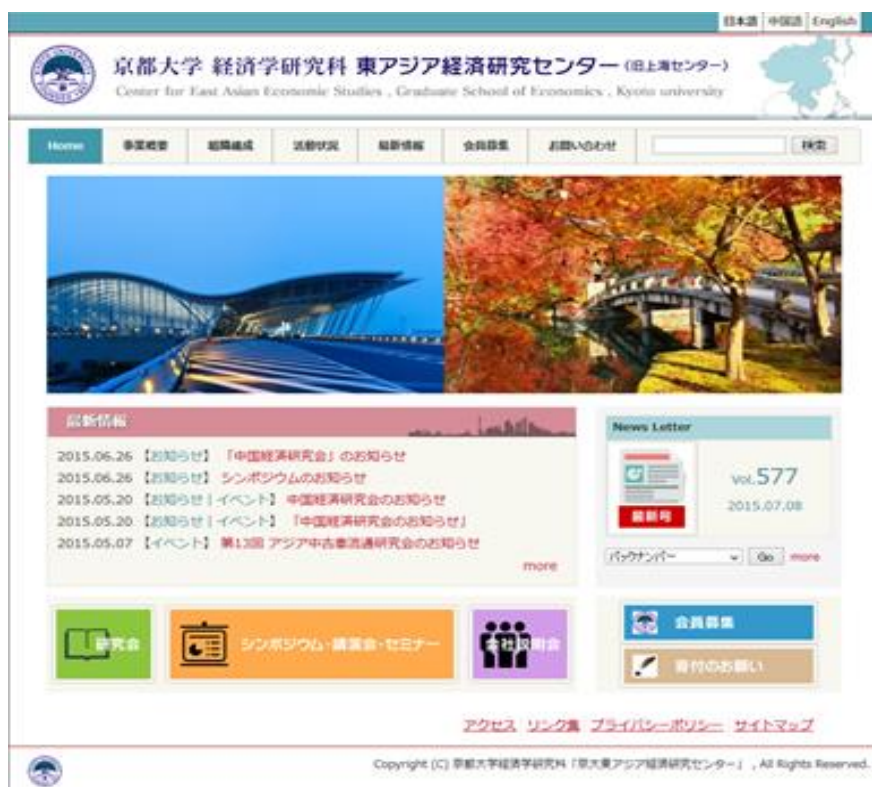 日本語 中国語 English
京都大学 経済学研究科 東アジア経済研究センター (旧上海センター)
Center for East Asian Economic Studies , Graduate School of Economics , Kyoto university
Home 事業概要 組織構成 活動状況 最新情報 会員募集 お問い合わせ 検索
最新情報
2015.06.26 【お知らせ】 「中国経済研究会」のお知らせ
2015.06.26 【お知らせ】 シンポジウムのお知らせ
2015.05.20 【お知らせ | イベント】 中国経済研究会のお知らせ
2015.05.20 【お知らせ | イベント】 「中国経済研究会のお知らせ」
2015.05.07 【イベント】 第13回 アジア中古車流通研究会のお知らせ
more
News Letter
最新号
Vol.577
2015.07.08
バックナンバー Go more
研究会
シンポジウム・講演会・セミナー
会社説明会
会員募集
寄付のお願い
アクセス リンク集 プライバシーポリシー サイトマップ
Copyright (C) 京都大学経済学研究科「京大東アジア経済研究センター」 , All Rights Reserved.